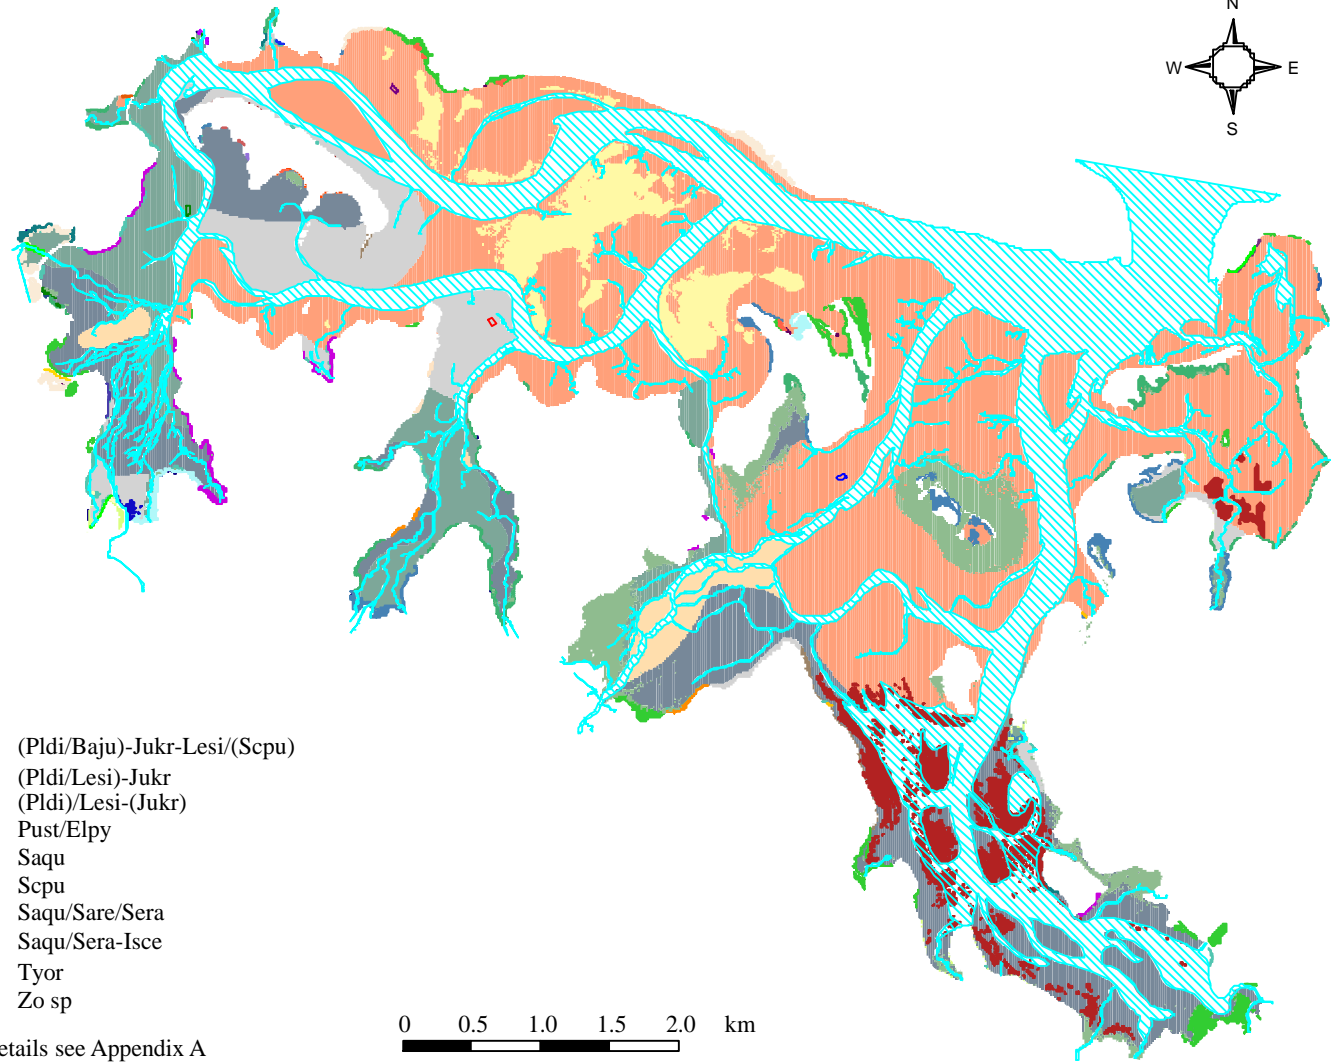 N
W E
S
(Pldi/Baju)-Jukr-Lesi/(Scpu)
(Pldi/Lesi)-Jukr
(Pldi)/Lesi-(Jukr)
Pust/Elpy
Saqu
Scpu
Saqu/Sare/Sera
Saqu/Sera-Isce
Tyor
Zo sp
0 0.5 1.0 1.5 2.0 km
etails see Appendix A